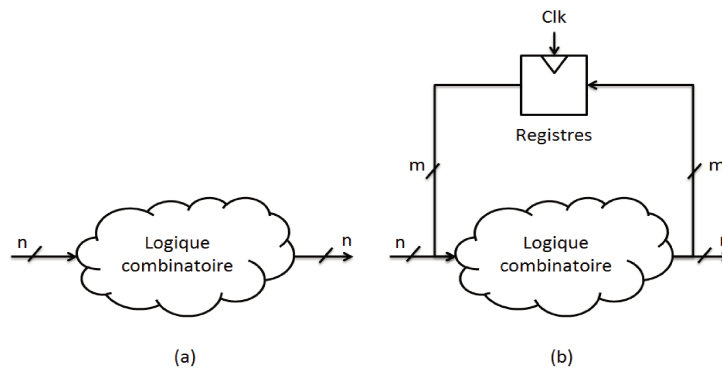 Clk
Registres
m
m
n
Logique
combinatoire
n
n
Logique
combinatoire
(a)
(b)